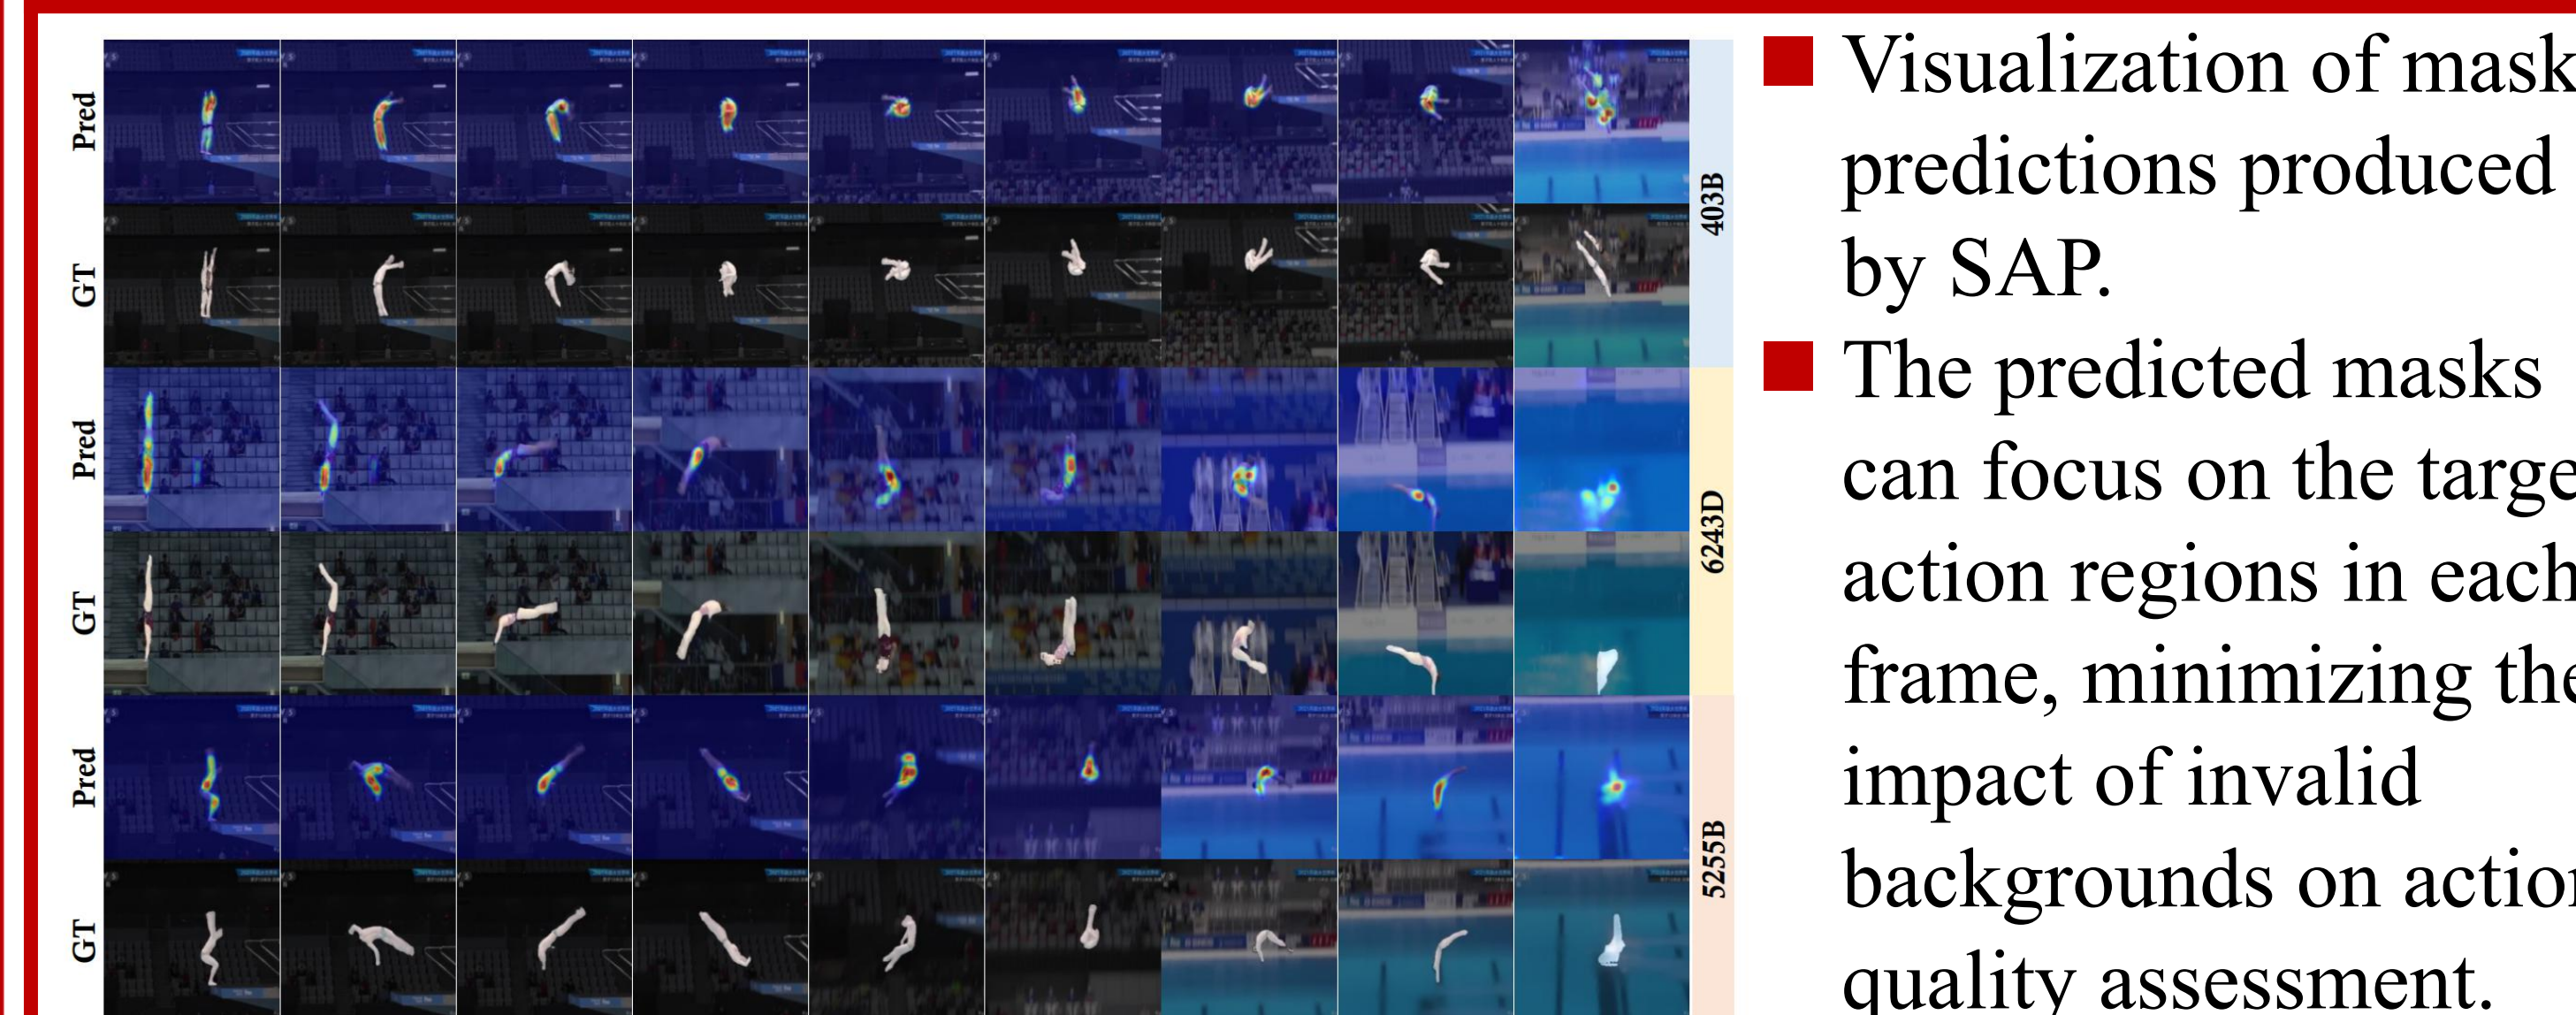 Pred
GT
403B
Pred
GT
6243D
Pred
GT
5255B
Visualization of mask
predictions produced
by SAP.
The predicted masks
can focus on the targe
action regions in each
frame, minimizing the
impact of invalid
backgrounds on action
quality assessment.